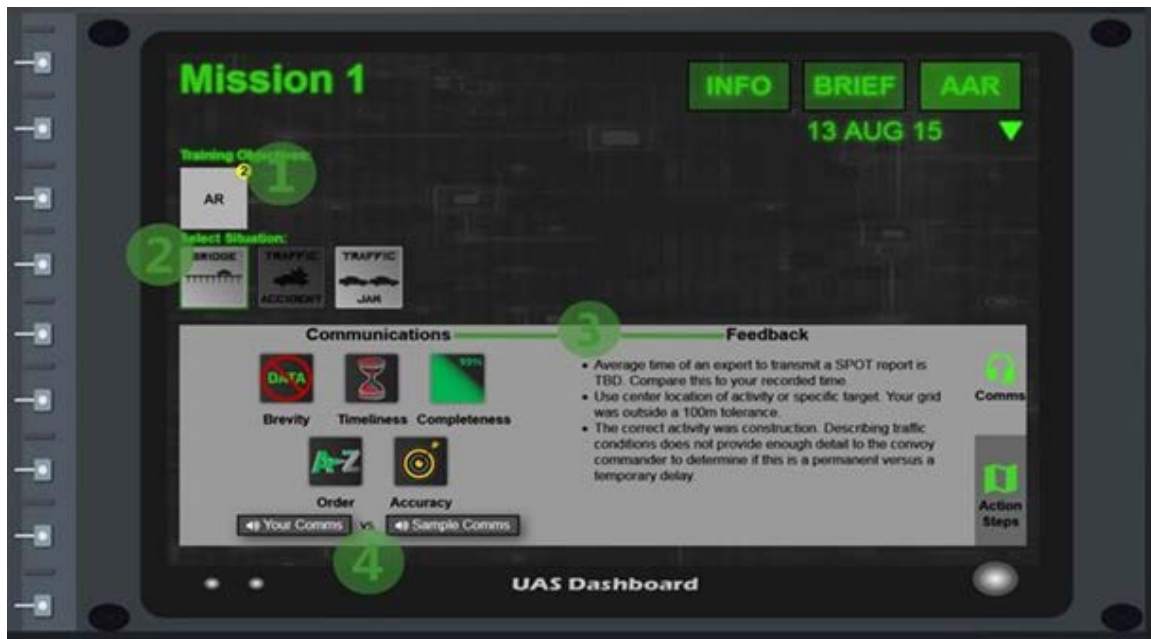 Mission 1
INFO
BRIEF
AAR
13 AUG 15
Training Objectives:
1
2
AR
2
Select Situation:
BRIDGE
TRAFFIC
ACCIDENT
TRAFFIC
JAM
Communications
3
Feedback
DATA
99%
Brevity
Timeliness
Completeness
A-Z
Order
Accuracy
Your Comms
vs.
Sample Comms
4
• Average time of an expert to transmit a SPOT report is
TBD. Compare this to your recorded time.
• Use center location of activity or specific target. Your grid
was outside a 100m tolerance.
• The correct activity was construction. Describing traffic
conditions does not provide enough detail to the convoy
commander to determine if this is a permanent versus a
temporary delay.
Comms
Action
Steps
UAS Dashboard